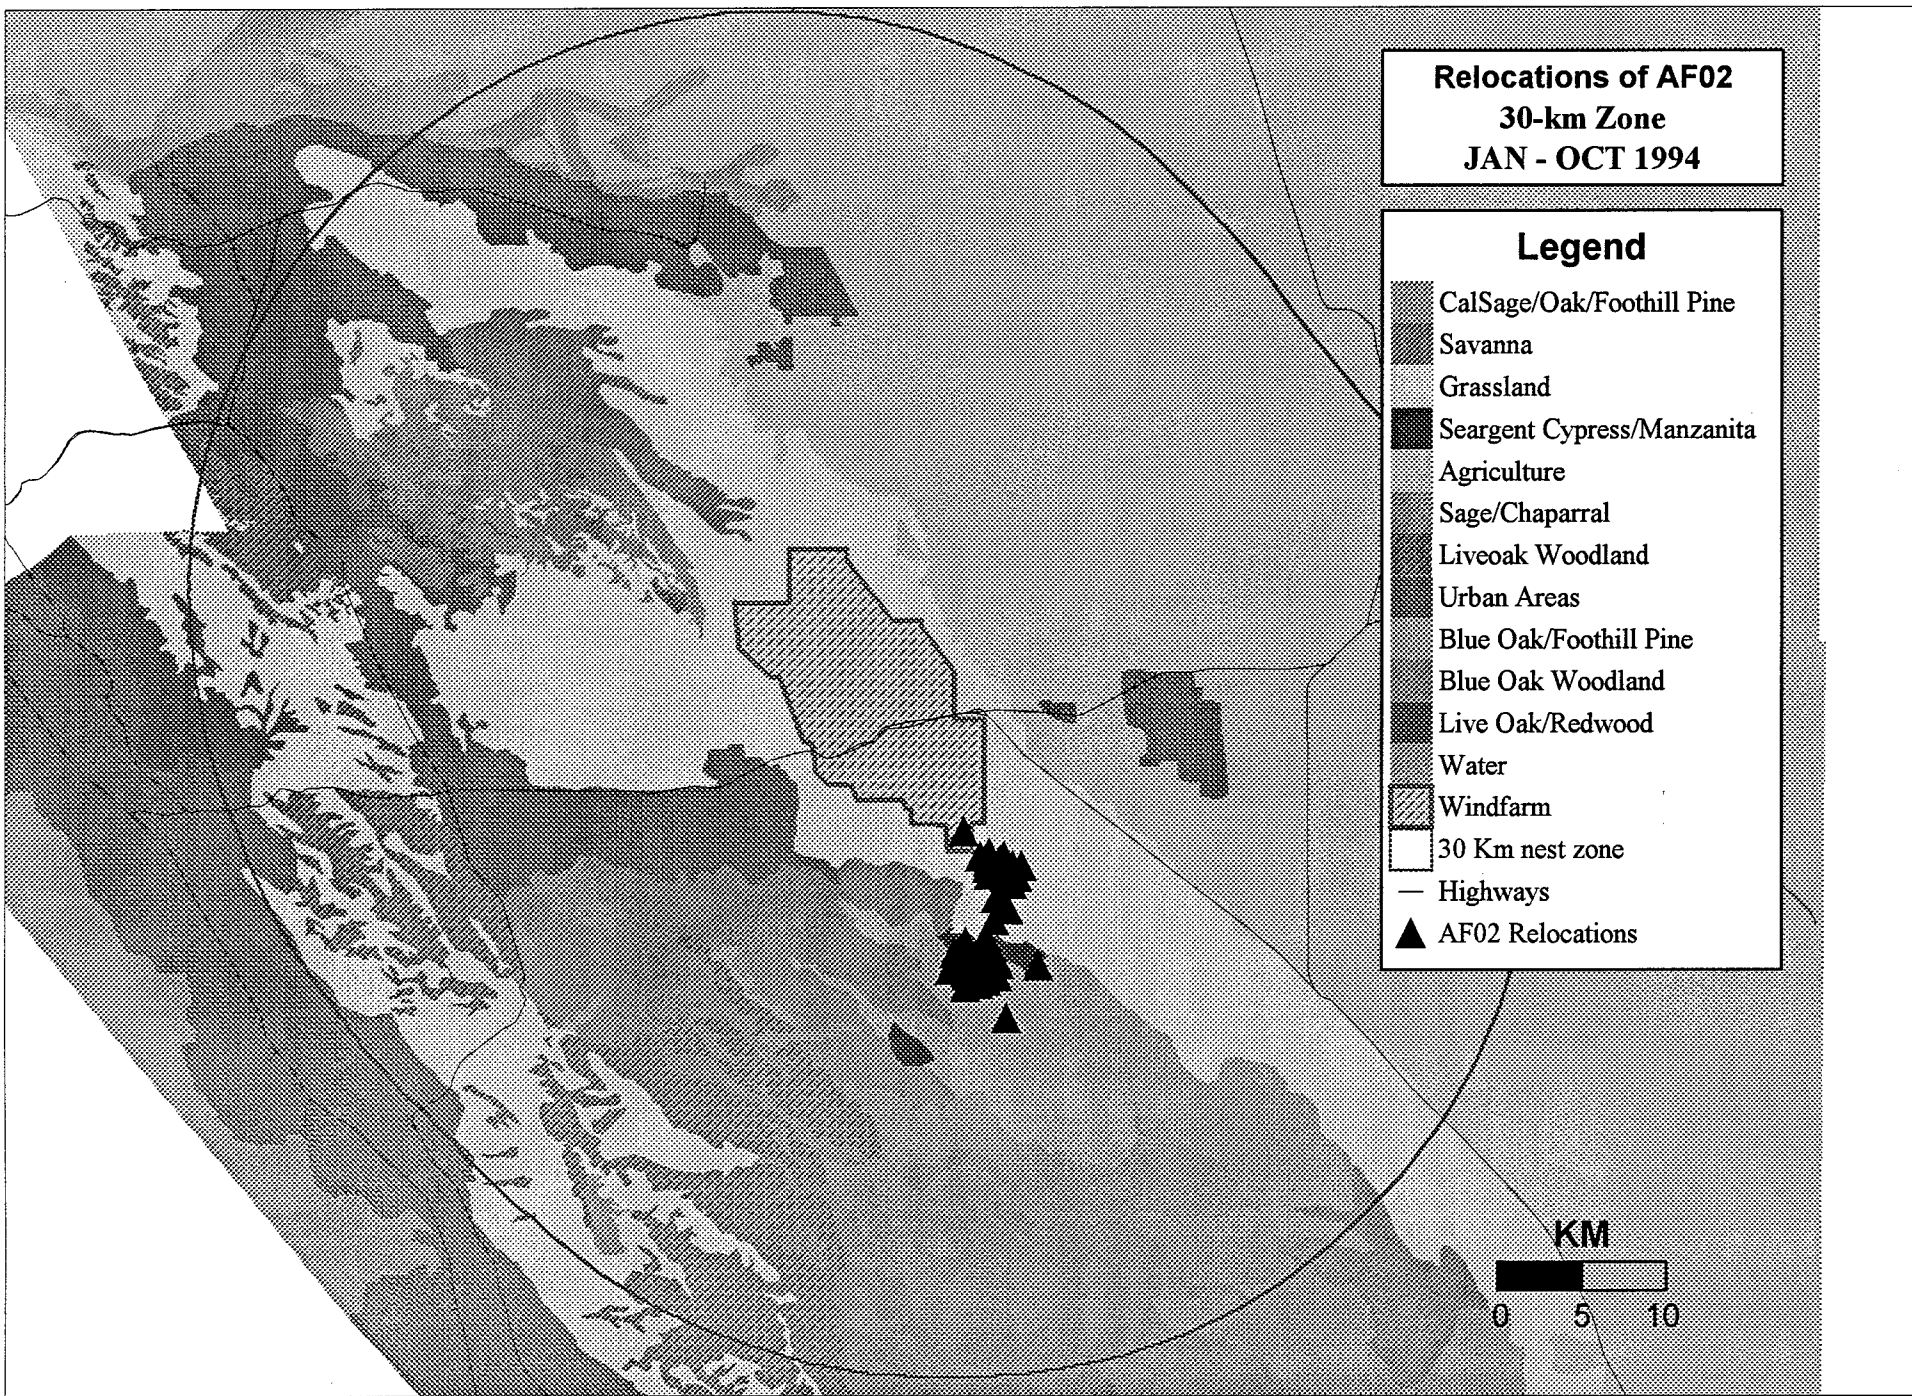 Relocations of AF02
30-km Zone
JAN - OCT 1994
Legend
CalSage/Oak/Foothill Pine
Savanna
Grassland
Seargent Cypress/Manzanita
Agriculture
Sage/Chaparral
Liveoak Woodland
Urban Areas
Blue Oak/Foothill Pine
Blue Oak Woodland
Live Oak/Redwood
Water
Windfarm
30 Km nest zone
Highways
AF02 Relocations
KM
0 5 10